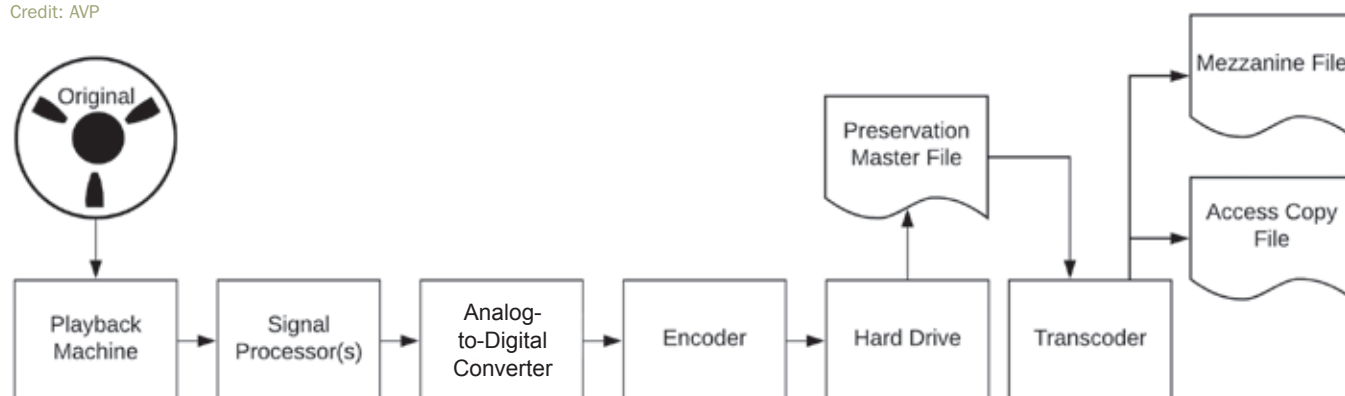 Credit: AVP
Original
Mezzanine File
Preservation
Master File
Access Copy
File
Playback
Machine
Signal
Processor(s)
Analog-
to-Digital
Converter
Encoder
Hard Drive
Transcoder